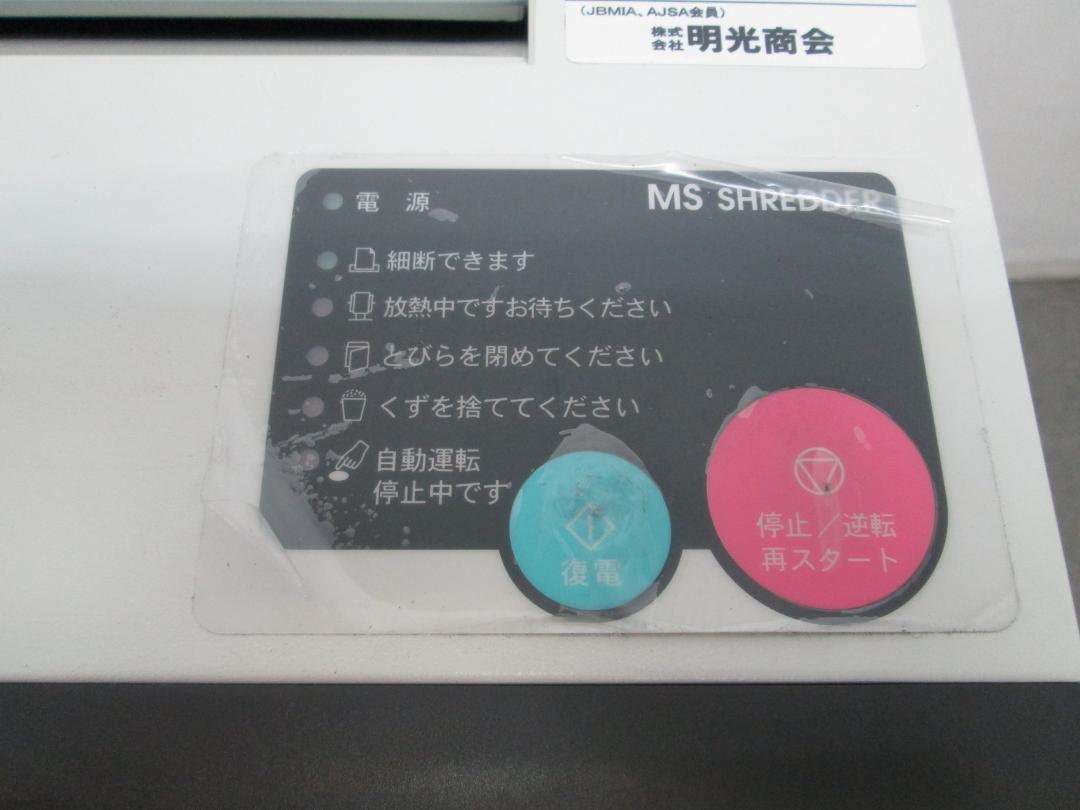 (JBMIA、AJSA会員)
株式会社 明光商会
電 源
MS SHREDDER
細断できます
放熱中ですお待ちください
とびらを閉めてください
くずを捨ててください
自動運転
停止中です
復電
停止/逆転
再スタート